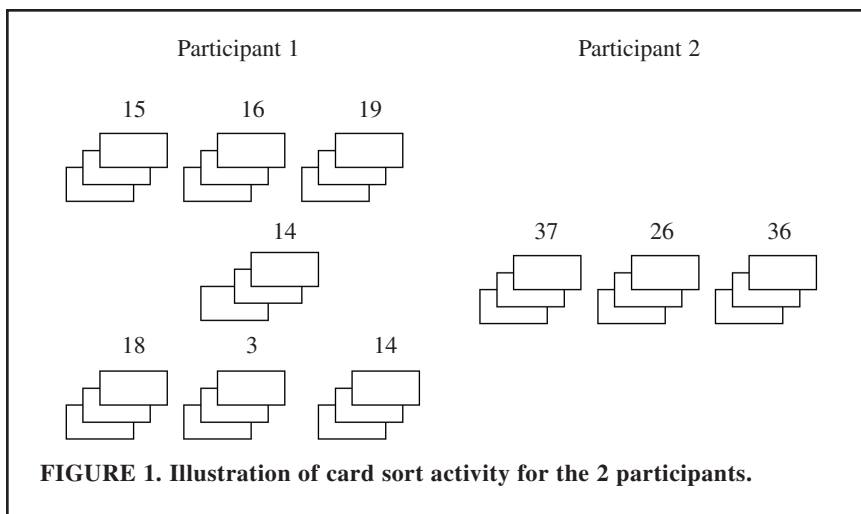 Participant 1 Participant 2
15 16 19
14
37 26 36
18 3 14
FIGURE 1. Illustration of card sort activity for the 2 participants.